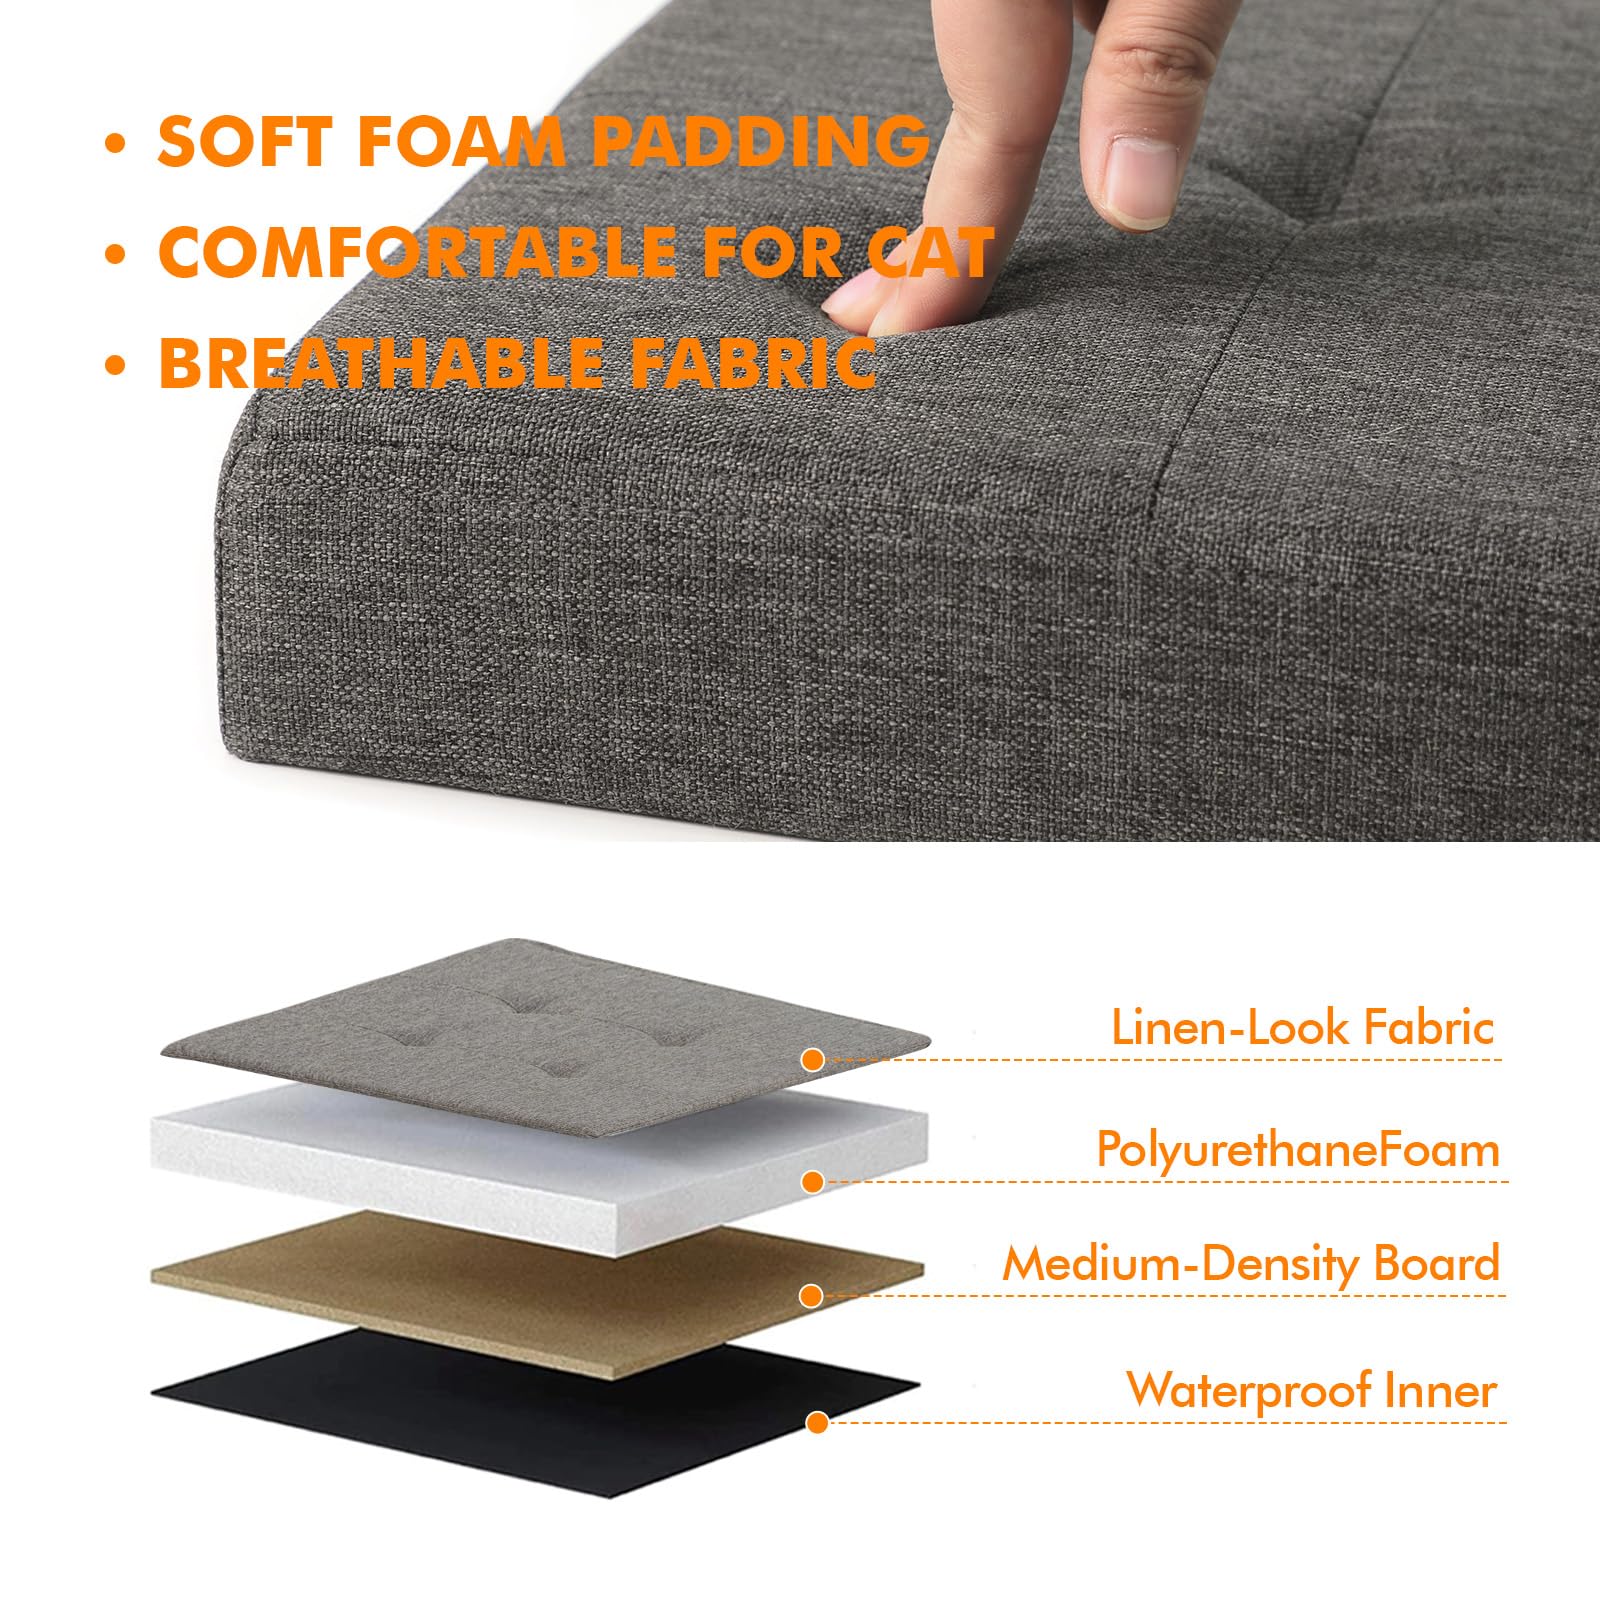 • SOFT FOAM PADDING
• COMFORTABLE FOR CAT
• BREATHABLE FABRIC
Linen-Look Fabric
PolyurethaneFoam
Medium-Density Board
Waterproof Inner